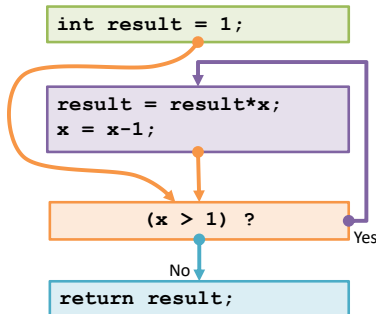 int result = 1;
result = result*x;
x = x-1;
(x > 1) ?
Yes
No
return result;